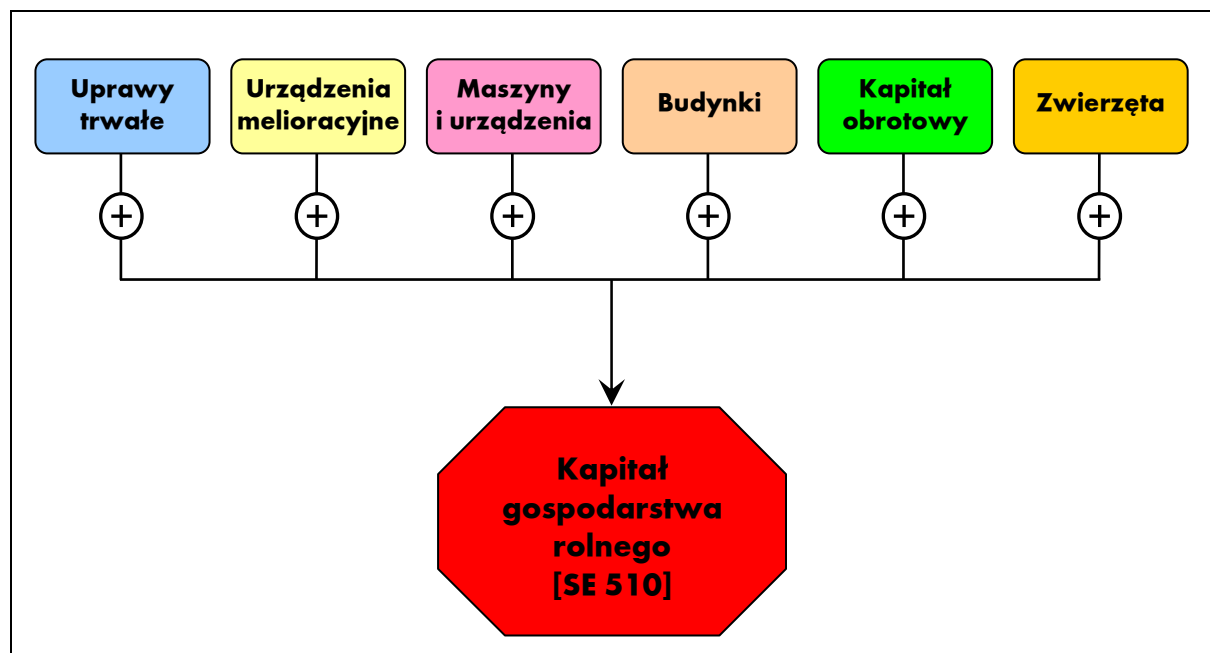 Uprawy
trwałe
Urządzenia
melioracyjne
Maszyny
i urządzenia
Budynki
Kapitał
obrotowy
Zwierzęta
+
+
+
+
+
+
Kapitał
gospodarstwa
rolnego
[SE 510]